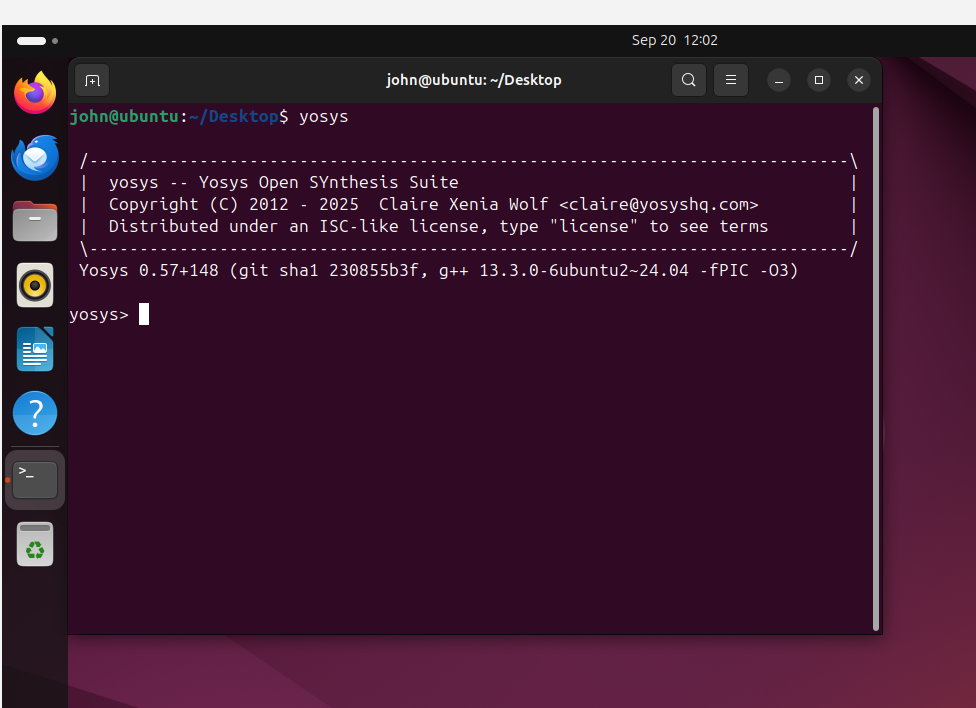 Sep 20 12:02
john@ubuntu: ~/Desktop
john@ubuntu:~/Desktop$ yosys
/----------------------------------------------------------------------------\
| yosys -- Yosys Open SYnthesis Suite |
| Copyright (C) 2012 - 2025 Claire Xenia Wolf <claire@yosyshq.com> |
| Distributed under an ISC-like license, type "license" to see terms |
\----------------------------------------------------------------------------/
Yosys 0.57+148 (git sha1 230855b3f, g++ 13.3.0-6ubuntu2~24.04 -fPIC -O3)
yosys>
?
>_